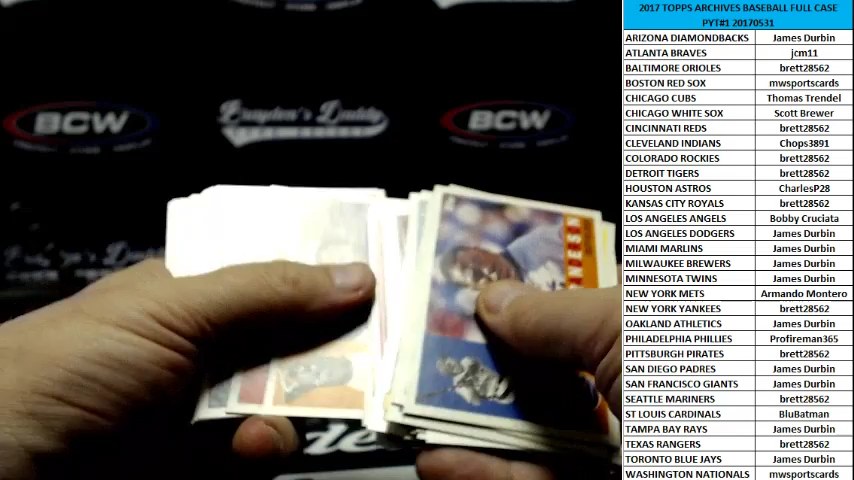 2017 TOPPS ARCHIVES BASEBALL FULL CASE
PYT#1 20170531
ARIZONA DIAMONDBACKS James Durbin
ATLANTA BRAVES jcm11
BALTIMORE ORIOLES brett28562
BOSTON RED SOX mwsportscards
CHICAGO CUBS Thomas Trendel
CHICAGO WHITE SOX Scott Brewer
CINCINNATI REDS brett28562
CLEVELAND INDIANS Chops3891
COLORADO ROCKIES brett28562
DETROIT TIGERS brett28562
HOUSTON ASTROS CharlesP28
KANSAS CITY ROYALS brett28562
LOS ANGELES ANGELS Bobby Cruciata
LOS ANGELES DODGERS James Durbin
MIAMI MARLINS James Durbin
MILWAUKEE BREWERS James Durbin
MINNESOTA TWINS James Durbin
NEW YORK METS Armando Montero
NEW YORK YANKEES brett28562
OAKLAND ATHLETICS James Durbin
PHILADELPHIA PHILLIES Profireman365
PITTSBURGH PIRATES brett28562
SAN DIEGO PADRES James Durbin
SAN FRANCISCO GIANTS James Durbin
SEATTLE MARINERS brett28562
ST LOUIS CARDINALS BluBatman
TAMPA BAY RAYS James Durbin
TEXAS RANGERS brett28562
TORONTO BLUE JAYS James Durbin
WASHINGTON NATIONALS mwsportscards
BCW
Brayden's Daddy
BCW